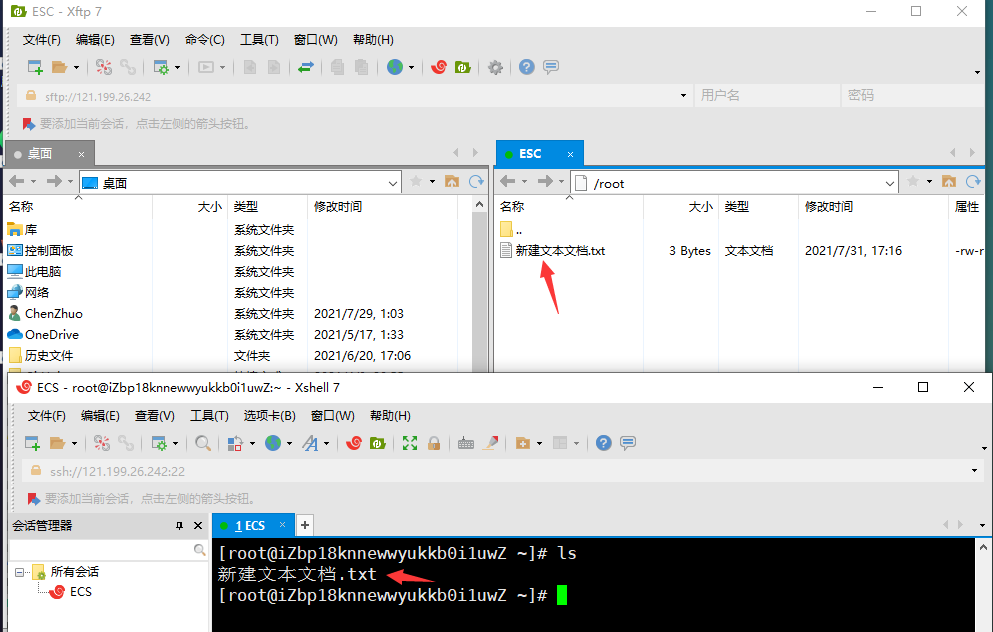 ESC - Xftp 7
文件(F) 编辑(E) 查看(V) 命令(C) 工具(T) 窗口(W) 帮助(H)
sftp://121.199.26.242 用户名 密码
要添加当前会话，点击左侧的箭头按钮。
桌面
桌面
名称 大小 类型 修改时间
库 系统文件夹
控制面板 系统文件夹
此电脑 系统文件夹
网络 系统文件夹
ChenZhuo 系统文件夹 2021/7/29, 1:03
OneDrive 系统文件夹 2021/5/17, 1:33
历史文件 文件夹 2021/6/20, 17:06
ESC
/root
名称 大小 类型 修改时间 属性
..
新建文本文档.txt 3 Bytes 文本文档 2021/7/31, 17:16 -rw-r
ECS - root@iZbp18knnewwyukkb0i1uwZ:~ - Xshell 7
文件(F) 编辑(E) 查看(V) 工具(T) 选项卡(B) 窗口(W) 帮助(H)
ssh://121.199.26.242:22
要添加当前会话，点击左侧的箭头按钮。
会话管理器
所有会话
ECS
1 ECS
[root@iZbp18knnewwyukkb0i1uwZ ~]# ls
新建文本文档.txt
[root@iZbp18knnewwyukkb0i1uwZ ~]#